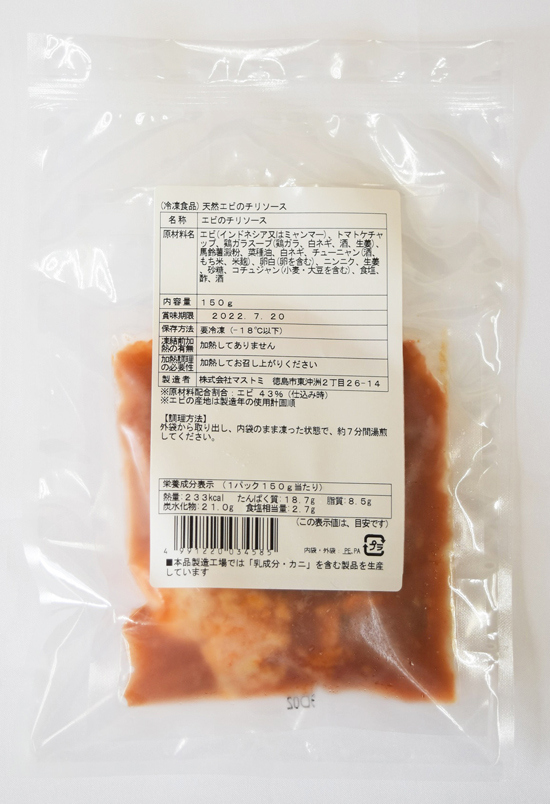 (冷凍食品) 天然エビのチリソース
名称 エビのチリソース
原材料名 エビ(インドネシア又はミャンマー)、トマトケチャ
ップ、鶏ガラスープ(鶏ガラ、白ネギ、酒、生姜)、
馬鈴薯澱粉、菜種油、白ネギ、チューニャン(酒、
もち米、米麹)、卵白(卵を含む)、ニンニク、生姜
、砂糖、コチュジャン(小麦・大豆を含む)、食塩、
酢、酒
内容量 150g
賞味期限 2022. 7. 20
保存方法 要冷凍 (-18℃以下)
凍結前加
熱の有無 加熱してありません
加熱調理
の必要性 加熱してお召し上がりください
製造者 株式会社マストミ 徳島市東沖洲2丁目26-14
※原材料配合割合:エビ 43% (仕込み時)
※エビの産地は製造年の使用計画順
【調理方法】
外袋から取り出し、内袋のまま凍った状態で、約7分間湯煎
してください。
栄養成分表示 (1パック150g当たり)
熱量:233kcal たんぱく質:18.7g 脂質:8.5g
炭水化物:21.0g 食塩相当量:2.7g
(この表示値は、目安です)
4 991220 034585
内袋・外袋 PE,PA
プラ
■本品製造工場では「乳成分・カニ」を含む製品を生産
しています